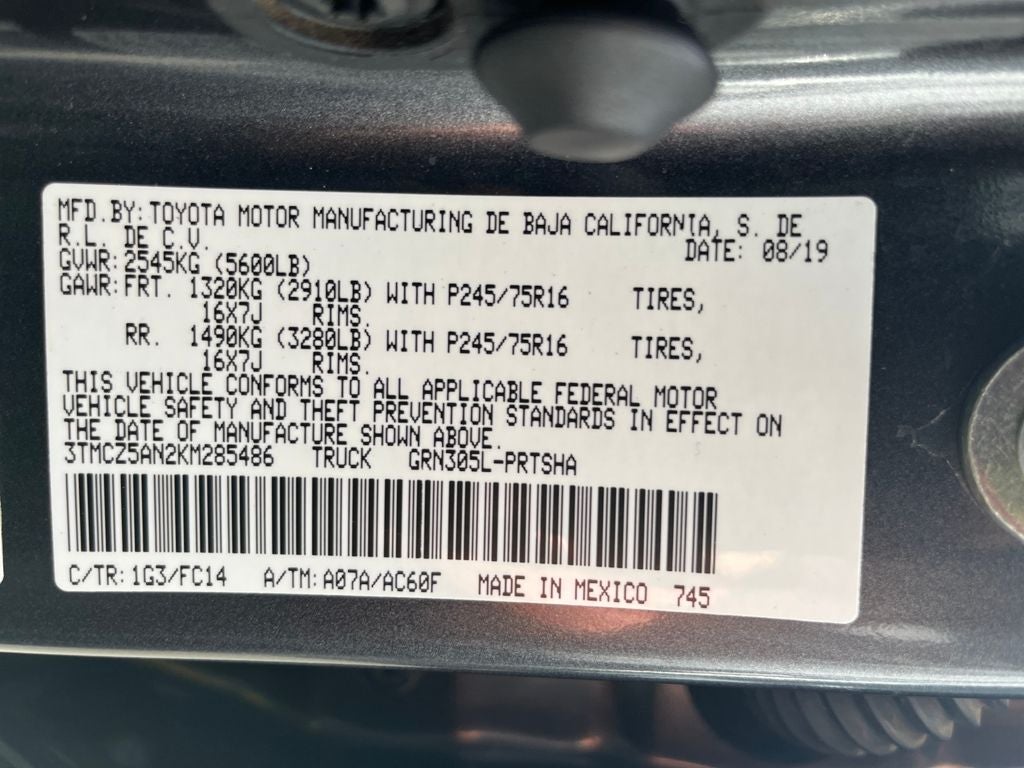 MFD.BY:TOYOTA MOTOR MANUFACTURING DE BAJA CALIFORNIA, S. DE
R.L. DE C.V. DATE: 08/19
GVWR:2545KG (5600LB)
GAWR:FRT. 1320KG (2910LB) WITH P245/75R16 TIRES,
16X7J RIMS.
RR. 1490KG (3280LB) WITH P245/75R16 TIRES,
16X7J RIMS.
THIS VEHICLE CONFORMS TO ALL APPLICABLE FEDERAL MOTOR
VEHICLE SAFETY AND THEFT PREVENTION STANDARDS IN EFFECT ON
THE DATE OF MANUFACTURE SHOWN ABOVE.
3TMCZ5AN2KM285486 TRUCK GRN305L-PRTSHA
C/TR:1G3/FC14 A/TM:A07A/AC60F MADE IN MEXICO 745